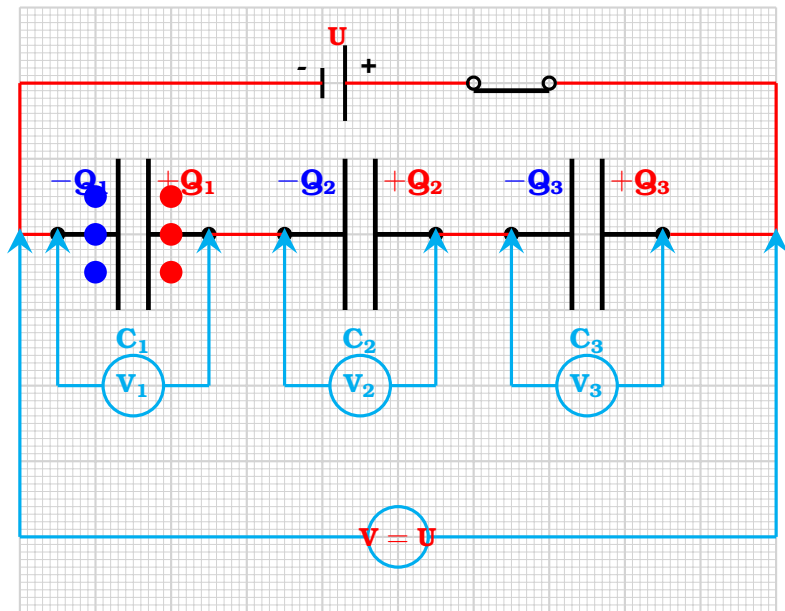 U
- +
−Q₁ +Q₁ −Q₂ +Q₂ −Q₃ +Q₃
C₁ C₂ C₃
V₁ V₂ V₃
V = U